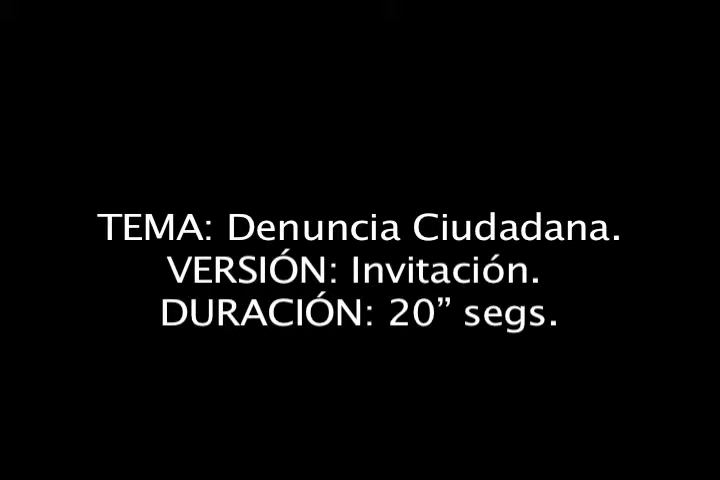 TEMA: Denuncia Ciudadana.
VERSIÓN: Invitación.
DURACIÓN: 20” segs.